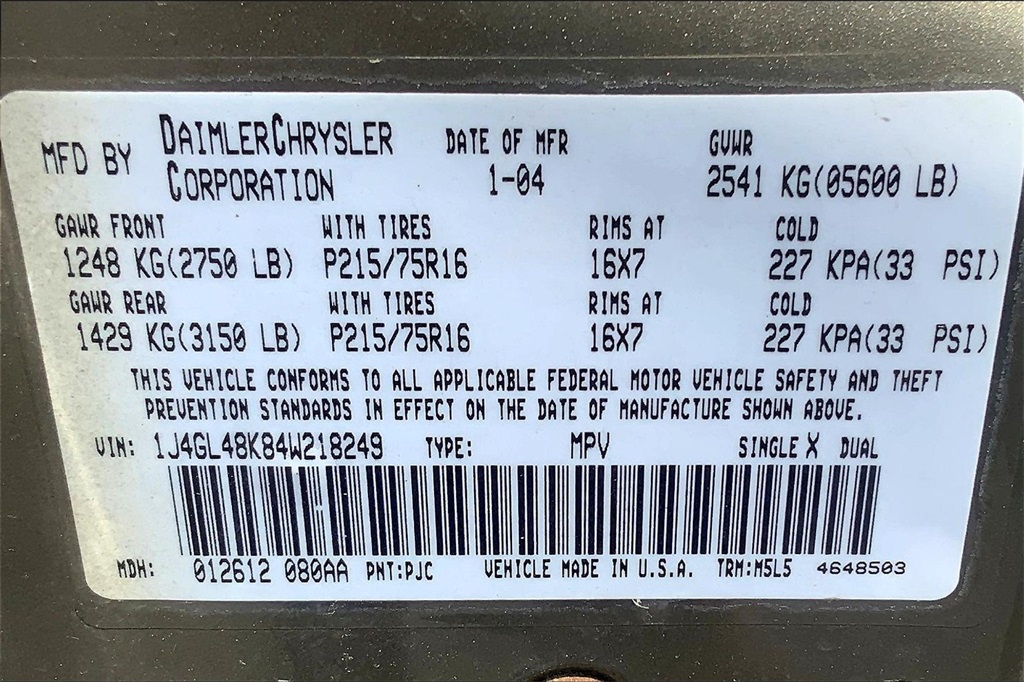 MFD BY DAIMLERCHRYSLER CORPORATION DATE OF MFR 1-04 GVWR 2541 KG(05600 LB)
GAWR FRONT WITH TIRES RIMS AT COLD
1248 KG(2750 LB) P215/75R16 16X7 227 KPA(33 PSI)
GAWR REAR WITH TIRES RIMS AT COLD
1429 KG(3150 LB) P215/75R16 16X7 227 KPA(33 PSI)
THIS VEHICLE CONFORMS TO ALL APPLICABLE FEDERAL MOTOR VEHICLE SAFETY AND THEFT
PREVENTION STANDARDS IN EFFECT ON THE DATE OF MANUFACTURE SHOWN ABOVE.
VIN: 1J4GL48K84W218249 TYPE: MPV SINGLE X DUAL
MDH: 012612 080AA PNT:PJC VEHICLE MADE IN U.S.A. TRM:M5L5 4648503